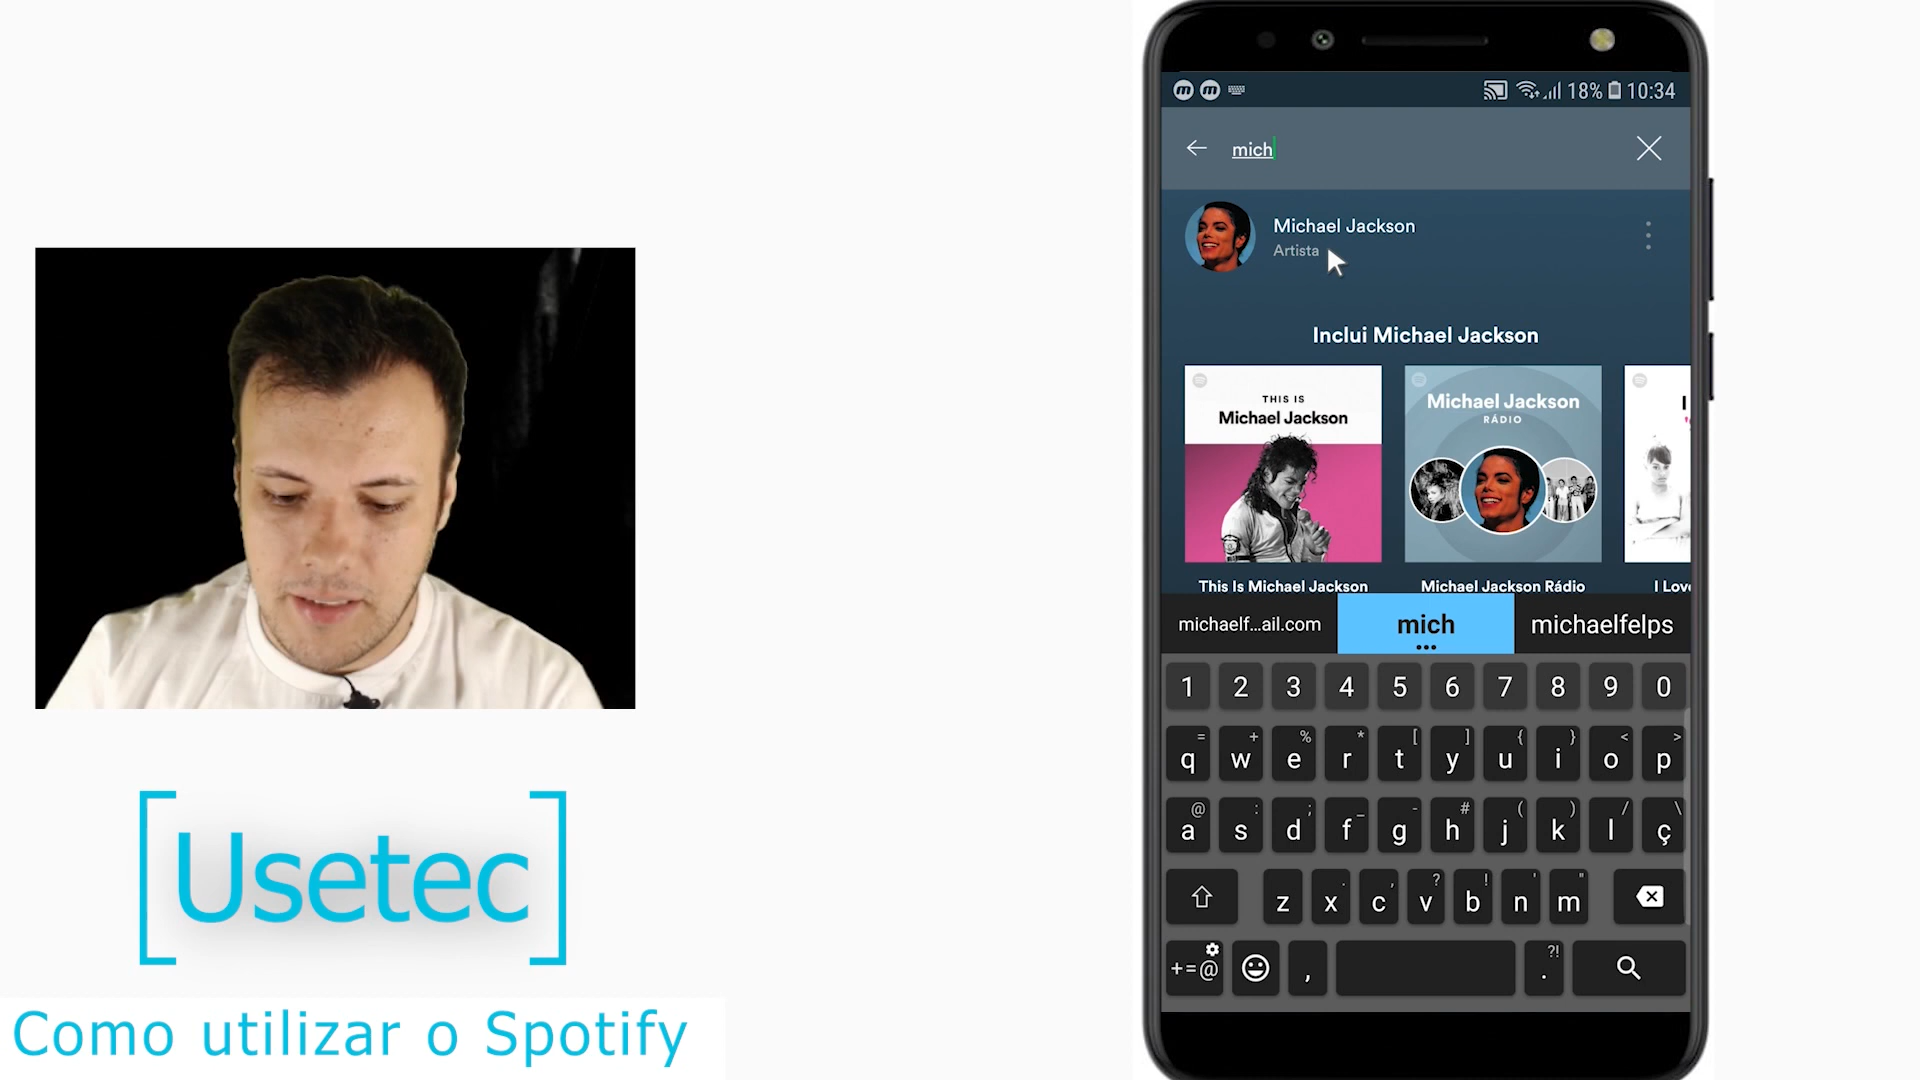 18% 10:34
mich
Michael Jackson
Artista
Inclui Michael Jackson
THIS IS
Michael Jackson
Michael Jackson
RÁDIO
This Is Michael Jackson
Michael Jackson Rádio
I Lov
michaelf...ail.com
mich
michaelfelps
1 2 3 4 5 6 7 8 9 0
= + % * [ ] { } < >
q w e r t y u i o p
@ : ; _ - # ( ) / \
a s d f g h j k l ç
. , ? ! ' "
z x c v b n m
+=@ , . ?!
[Usetec]
Como utilizar o Spotify